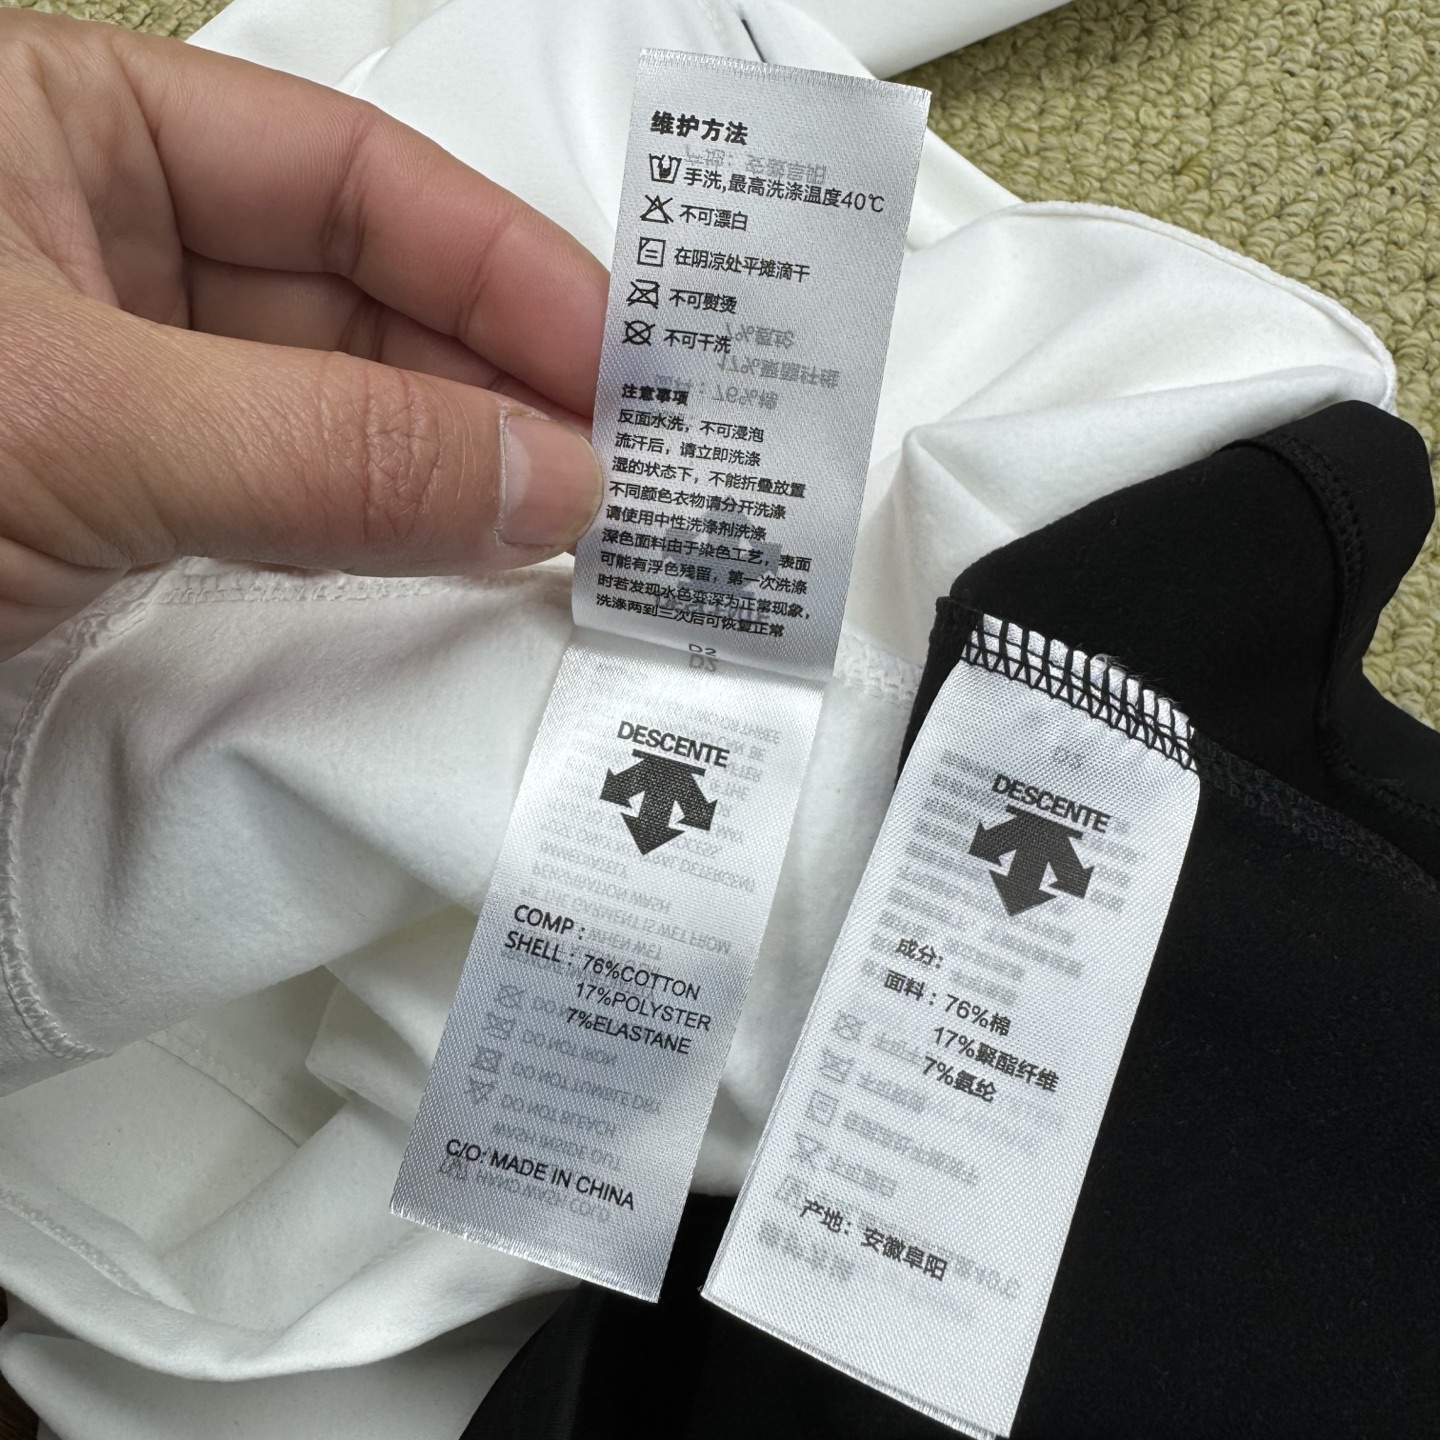 维护方法
手洗,最高洗涤温度40℃
不可漂白
在阴凉处平摊滴干
不可熨烫
不可干洗
注意事项
反面水洗，不可浸泡
流汗后，请立即洗涤
湿的状态下，不能折叠放置
不同颜色衣物请分开洗涤
请使用中性洗涤剂洗涤
深色面料由于染色工艺，表面
可能有浮色残留，第一次洗涤
时若发现水色变深为正常现象，
洗涤两到三次后可恢复正常
D2
DESCENTE
COMP :
SHELL : 76%COTTON
17%POLYSTER
7%ELASTANE
C/O: MADE IN CHINA
DESCENTE
成分:
面料 : 76%棉
17%聚酯纤维
7%氨纶
产地: 安徽阜阳